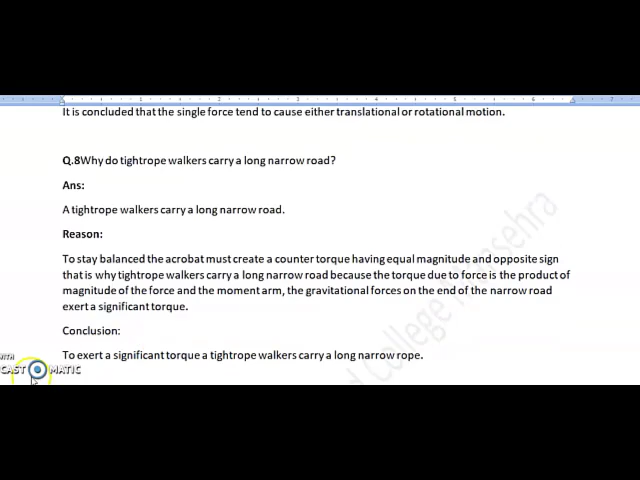 It is concluded that the single force tend to cause either translational or rotational motion.
Q.8Why do tightrope walkers carry a long narrow road?
Ans:
A tightrope walkers carry a long narrow road.
Reason:
To stay balanced the acrobat must create a counter torque having equal magnitude and opposite sign
that is why tightrope walkers carry a long narrow road because the torque due to force is the product of
magnitude of the force and the moment arm, the gravitational forces on the end of the narrow road
exert a significant torque.
Conclusion:
To exert a significant torque a tightrope walkers carry a long narrow rope.
WITH
CAST MATIC
College